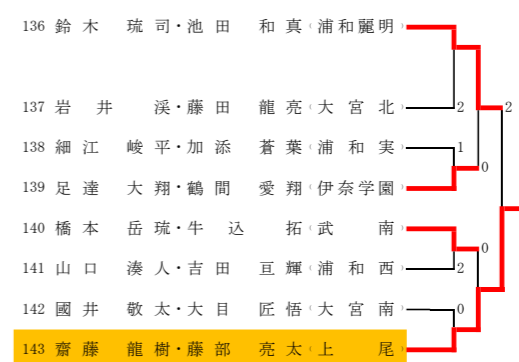 136 鈴木 琉司・池田 和真（浦和麗明）
2 2
137 岩井 渓・藤田 龍亮（大宮北）
138 細江 峻平・加添 蒼葉（浦和実）
1
0
139 足達 大翔・鶴間 愛翔（伊奈学園）
140 橋本 岳琉・牛込 拓（武南）
0
141 山口 湊人・吉田 亘輝（浦和西）
2
142 國井 敬太・大目 匠悟（大宮南）
0
143 齋藤 龍樹・藤部 亮太（上尾）